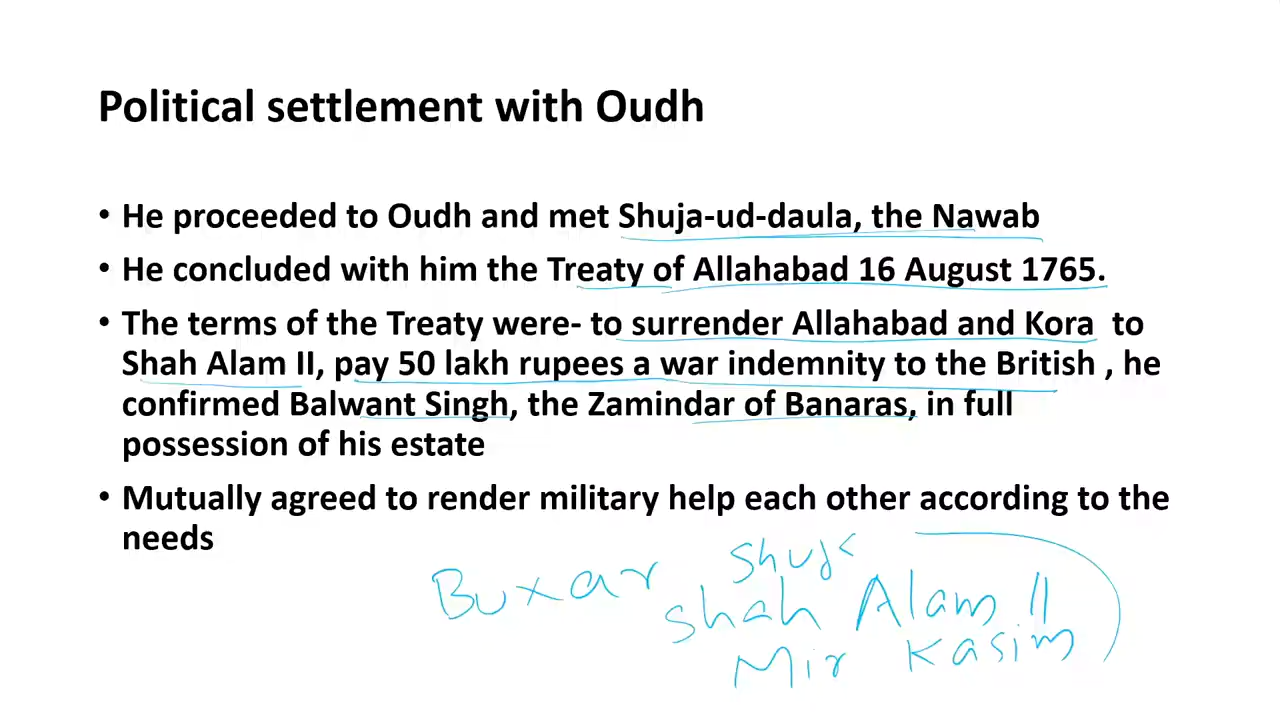 Political settlement with Oudh
• He proceeded to Oudh and met Shuja-ud-daula, the Nawab
• He concluded with him the Treaty of Allahabad 16 August 1765.
• The terms of the Treaty were- to surrender Allahabad and Kora to
Shah Alam II, pay 50 lakh rupees a war indemnity to the British , he
confirmed Balwant Singh, the Zamindar of Banaras, in full
possession of his estate
• Mutually agreed to render military help each other according to the
needs
Shuja
Buxar
Shah Alam II
Mir Kasim